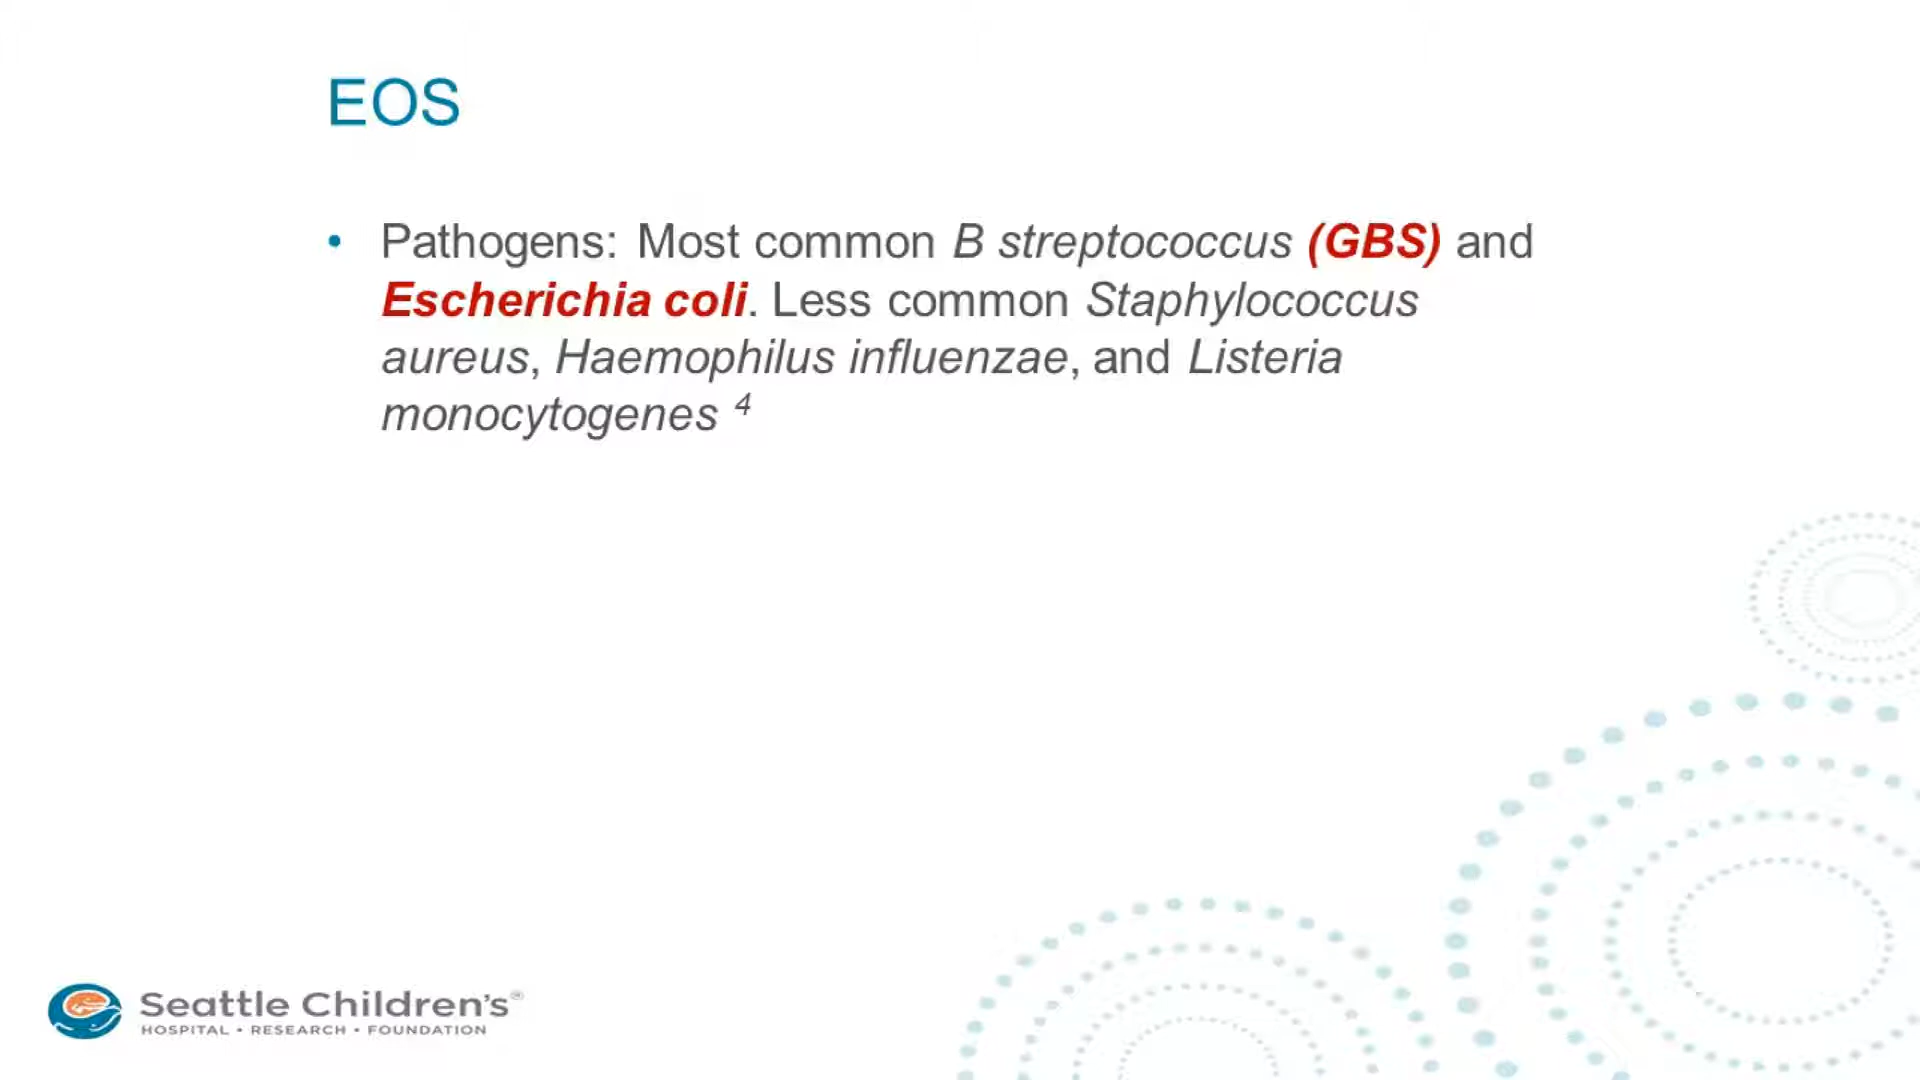 EOS
• Pathogens: Most common B streptococcus (GBS) and
Escherichia coli. Less common Staphylococcus
aureus, Haemophilus influenzae, and Listeria
monocytogenes 4
Seattle Children's®
HOSPITAL • RESEARCH • FOUNDATION